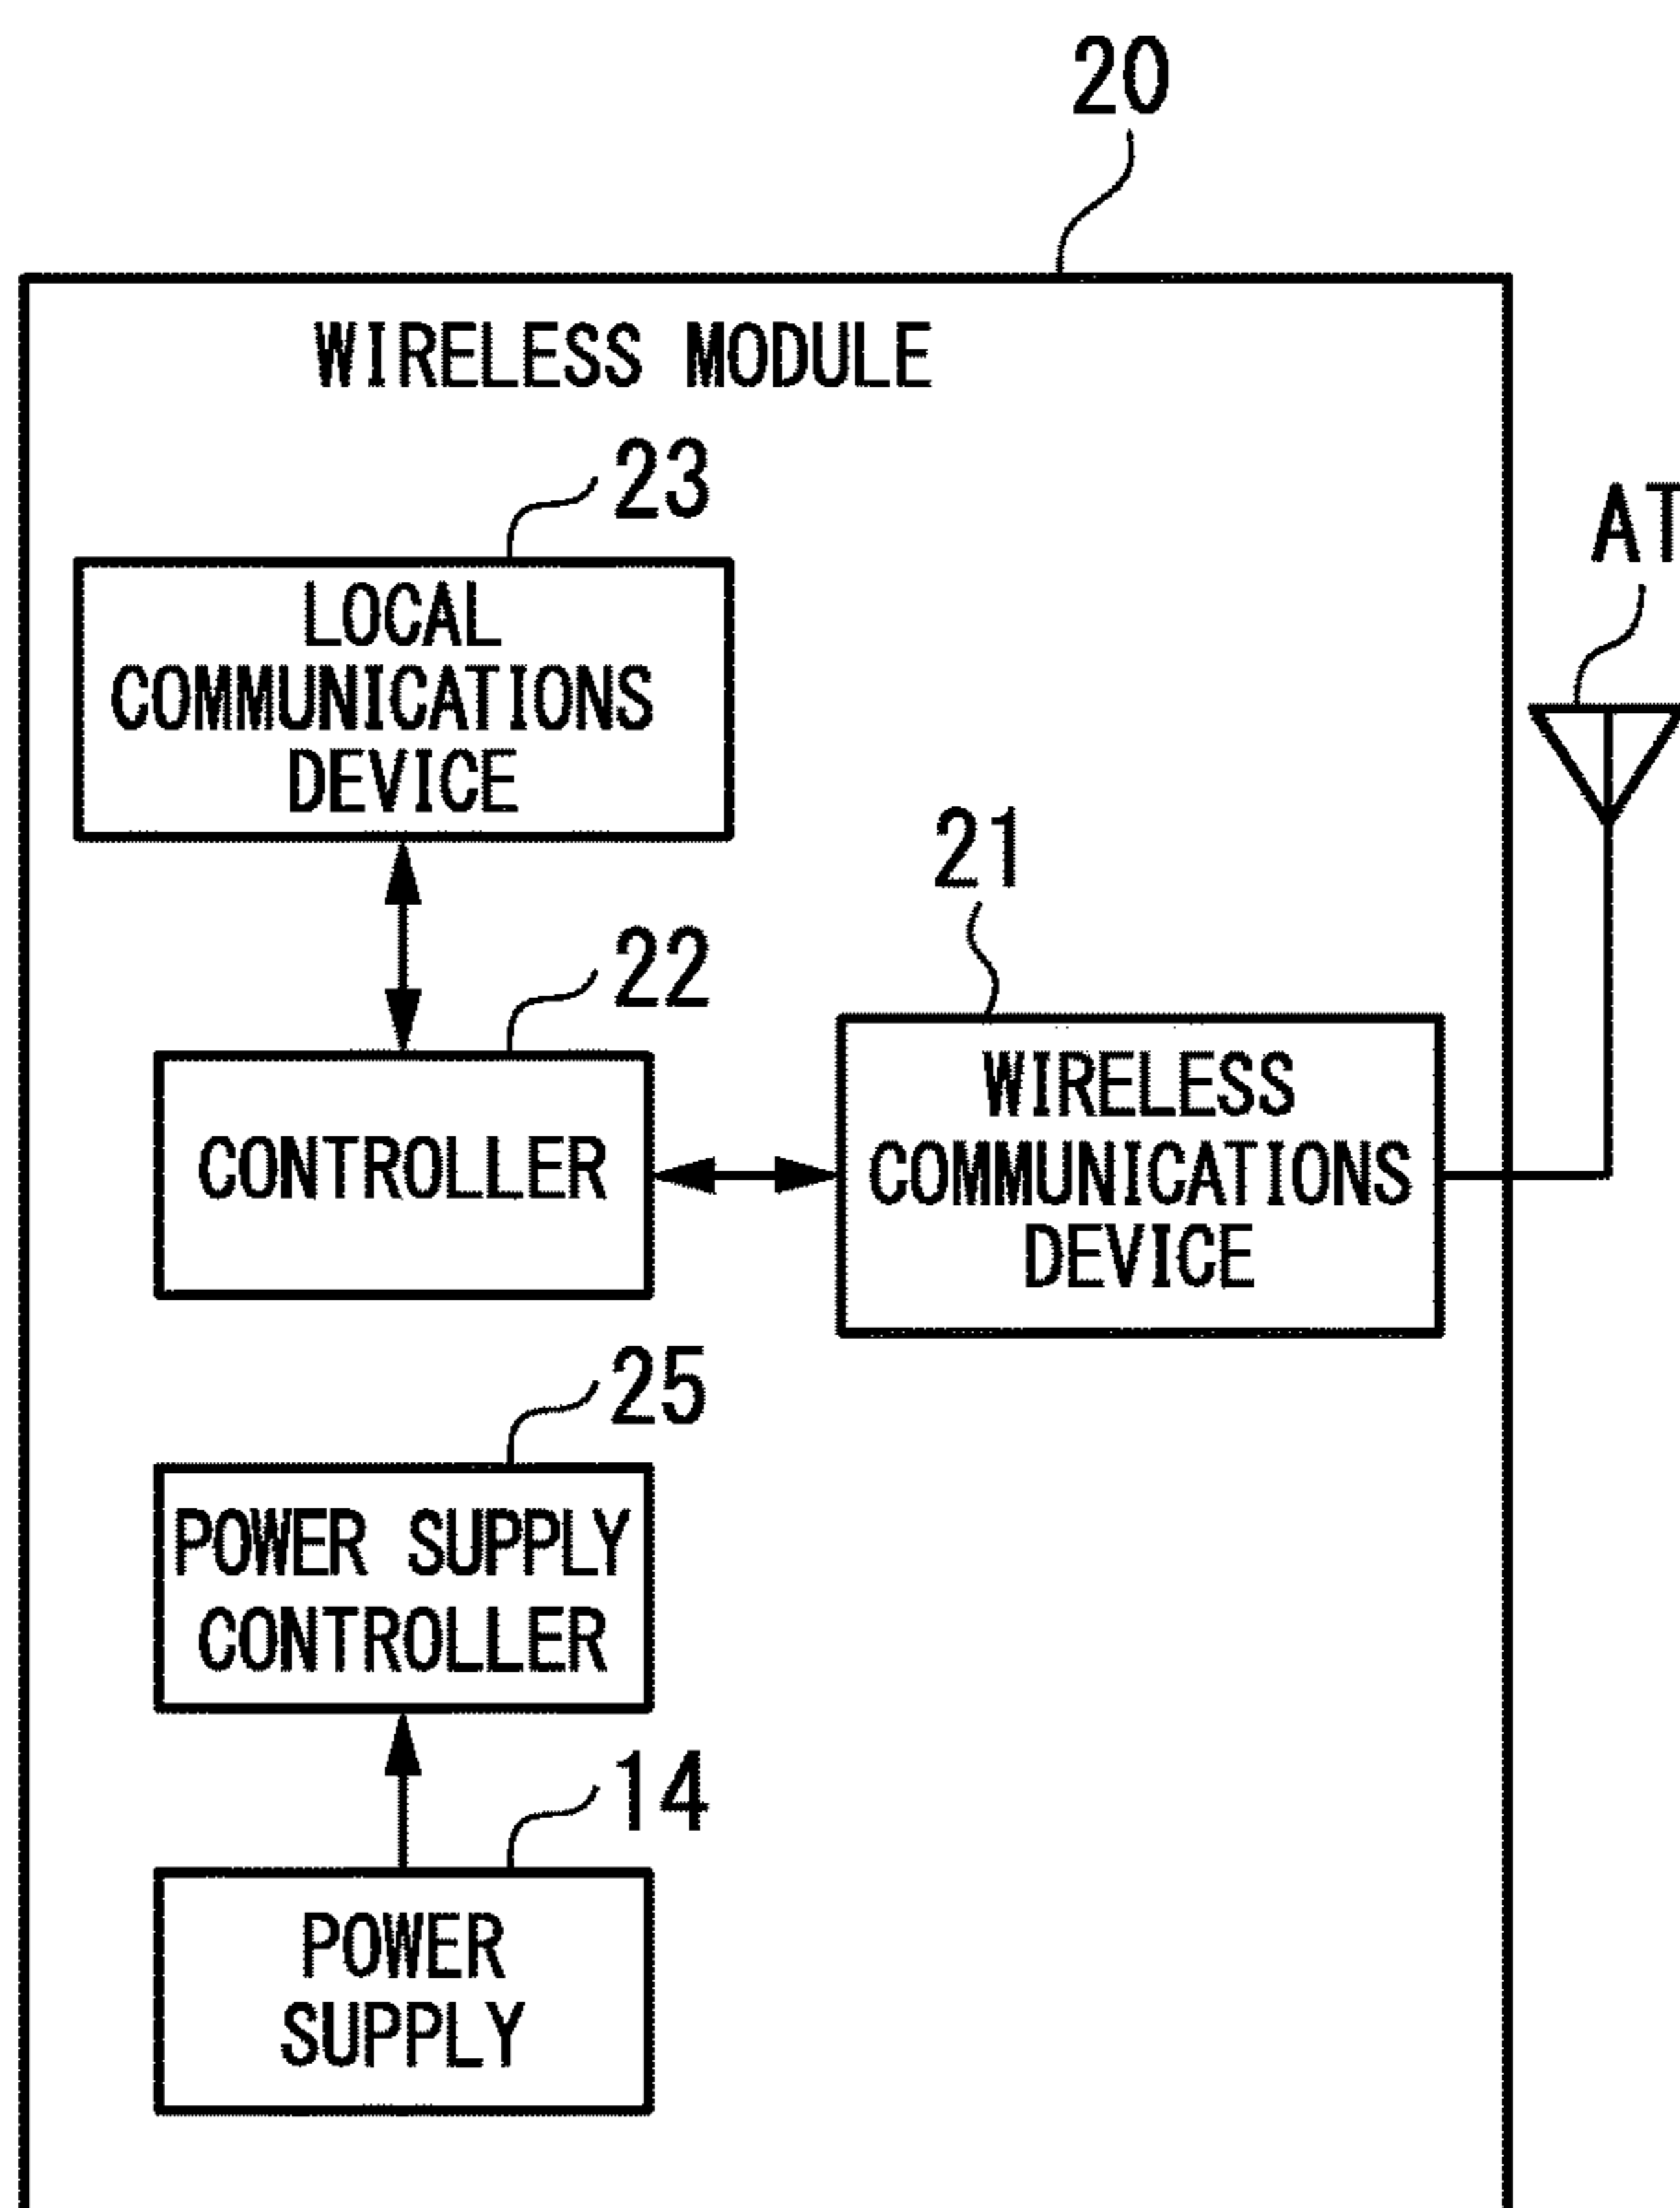 20
WIRELESS MODULE
23
AT
LOCAL
COMMUNICATIONS
DEVICE
21
22
WIRELESS
COMMUNICATIONS
DEVICE
CONTROLLER
25
POWER SUPPLY
CONTROLLER
14
POWER
SUPPLY